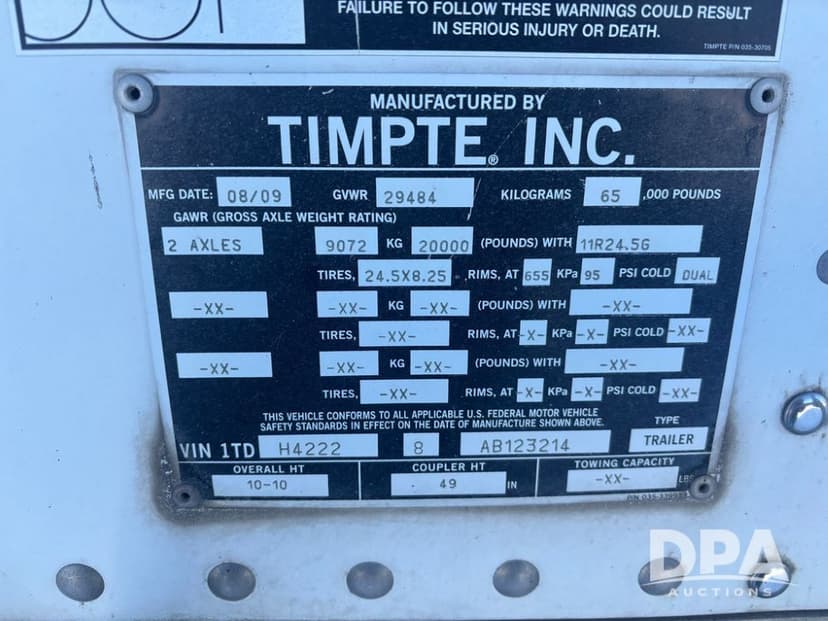 FAILURE TO FOLLOW THESE WARNINGS COULD RESULT
IN SERIOUS INJURY OR DEATH.
TIMPTE P/N 035-30705
MANUFACTURED BY
TIMPTE® INC.
MFG DATE: 08/09 GVWR 29484 KILOGRAMS 65 ,000 POUNDS
GAWR (GROSS AXLE WEIGHT RATING)
2 AXLES 9072 KG 20000 (POUNDS) WITH 11R24.5G
TIRES, 24.5X8.25 RIMS, AT 655 KPa 95 PSI COLD DUAL
-XX- -XX- KG -XX- (POUNDS) WITH -XX-
TIRES, -XX- RIMS, AT -X- KPa -X- PSI COLD -XX-
-XX- -XX- KG -XX- (POUNDS) WITH -XX-
TIRES, -XX- RIMS, AT -X- KPa -X- PSI COLD -XX-
THIS VEHICLE CONFORMS TO ALL APPLICABLE U.S. FEDERAL MOTOR VEHICLE
SAFETY STANDARDS IN EFFECT ON THE DATE OF MANUFACTURE SHOWN ABOVE.
TYPE
VIN 1TD H4222 8 AB123214 TRAILER
OVERALL HT COUPLER HT TOWING CAPACITY
10-10 49 IN -XX-
DPA
AUCTIONS